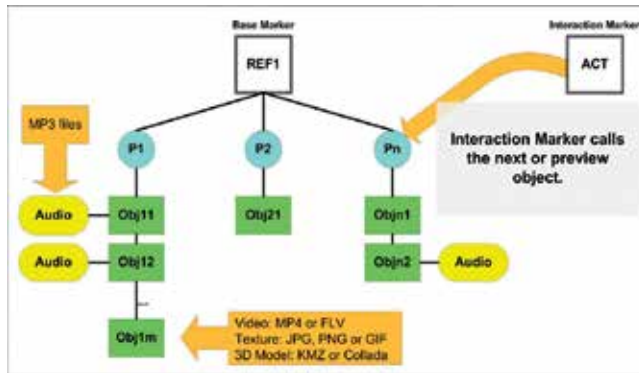 Base Marker
Interaction Marker
REF1
ACT
MP3 files
P1
P2
Pn
Interaction Marker calls
the next or preview
object.
Audio
Obj11
Obj21
Objn1
Audio
Obj12
Objn2
Audio
Obj1m
Video: MP4 or FLV
Texture: JPG, PNG or GIF
3D Model: KMZ or Collada